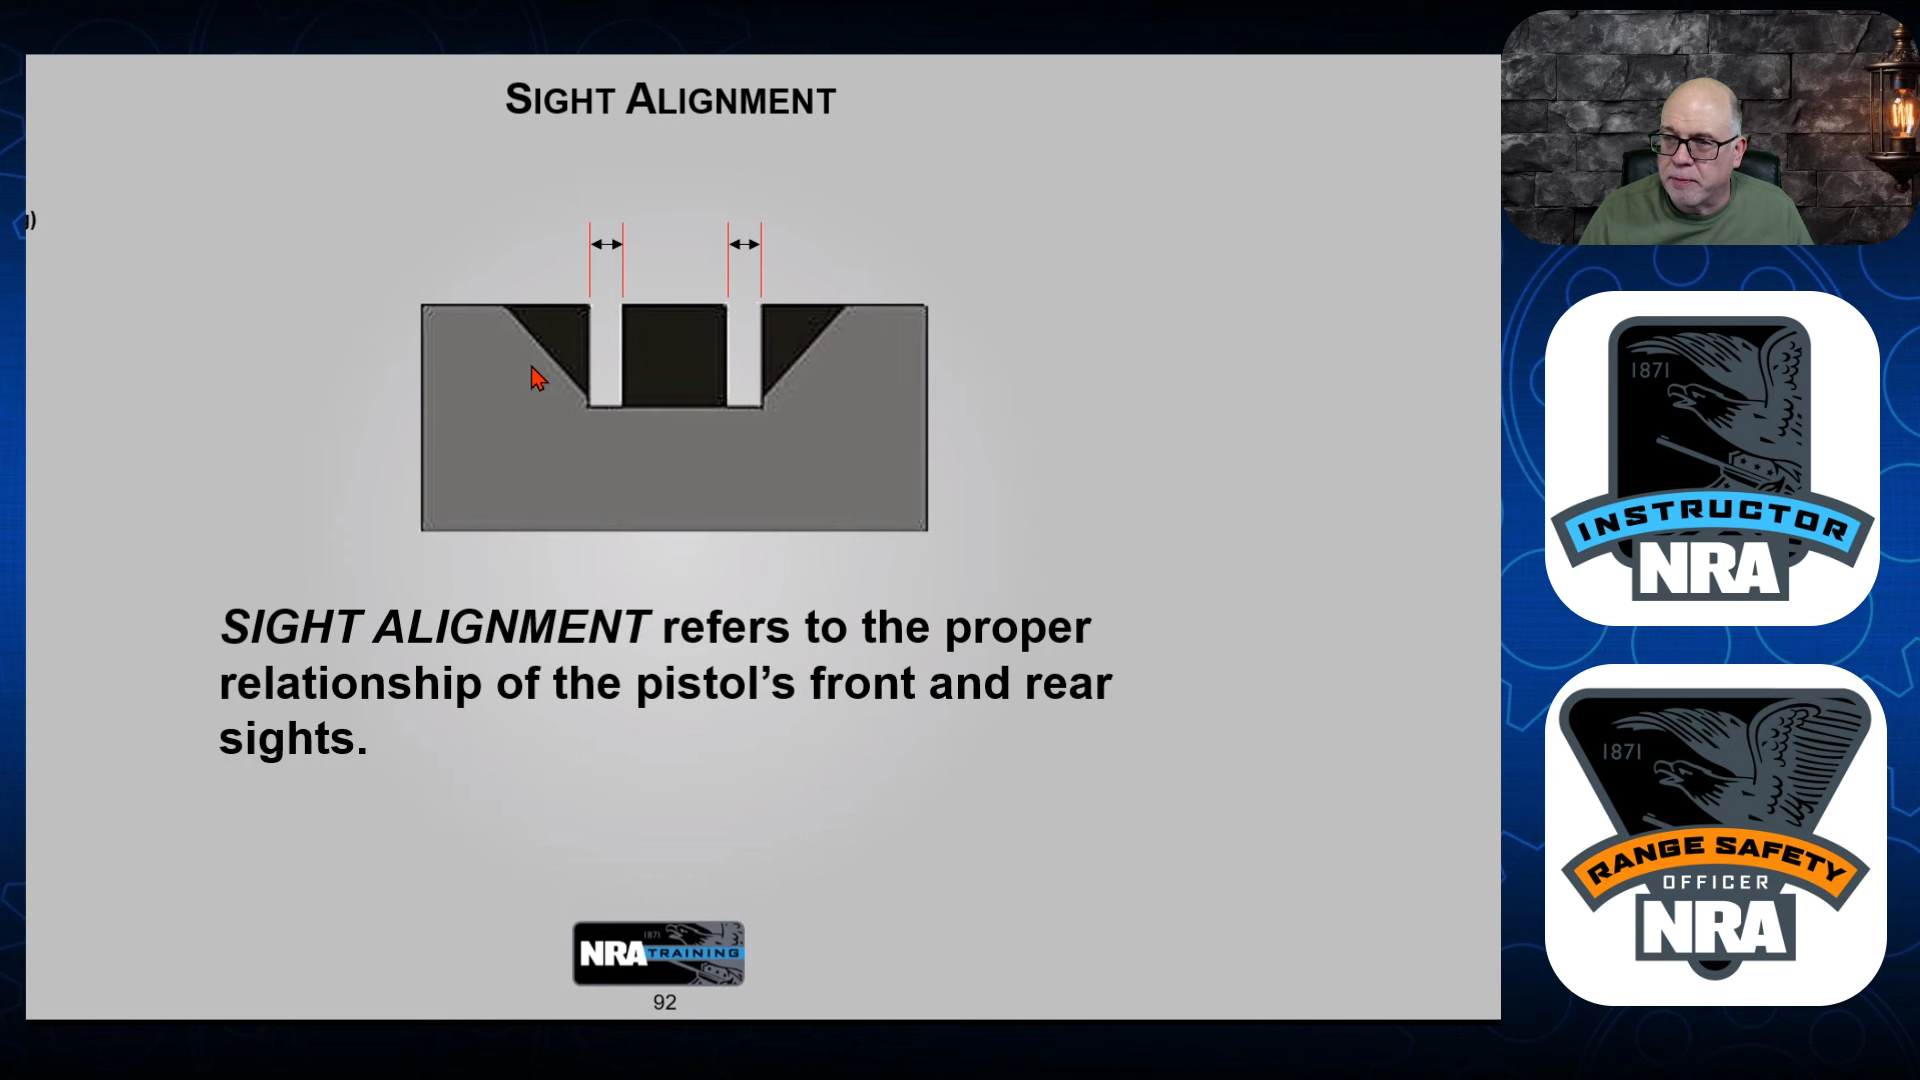 SIGHT ALIGNMENT
g)
SIGHT ALIGNMENT refers to the proper
relationship of the pistol’s front and rear
sights.
1871
NRA TRAINING
92
1871
INSTRUCTOR
NRA
1871
RANGE SAFETY
OFFICER
NRA